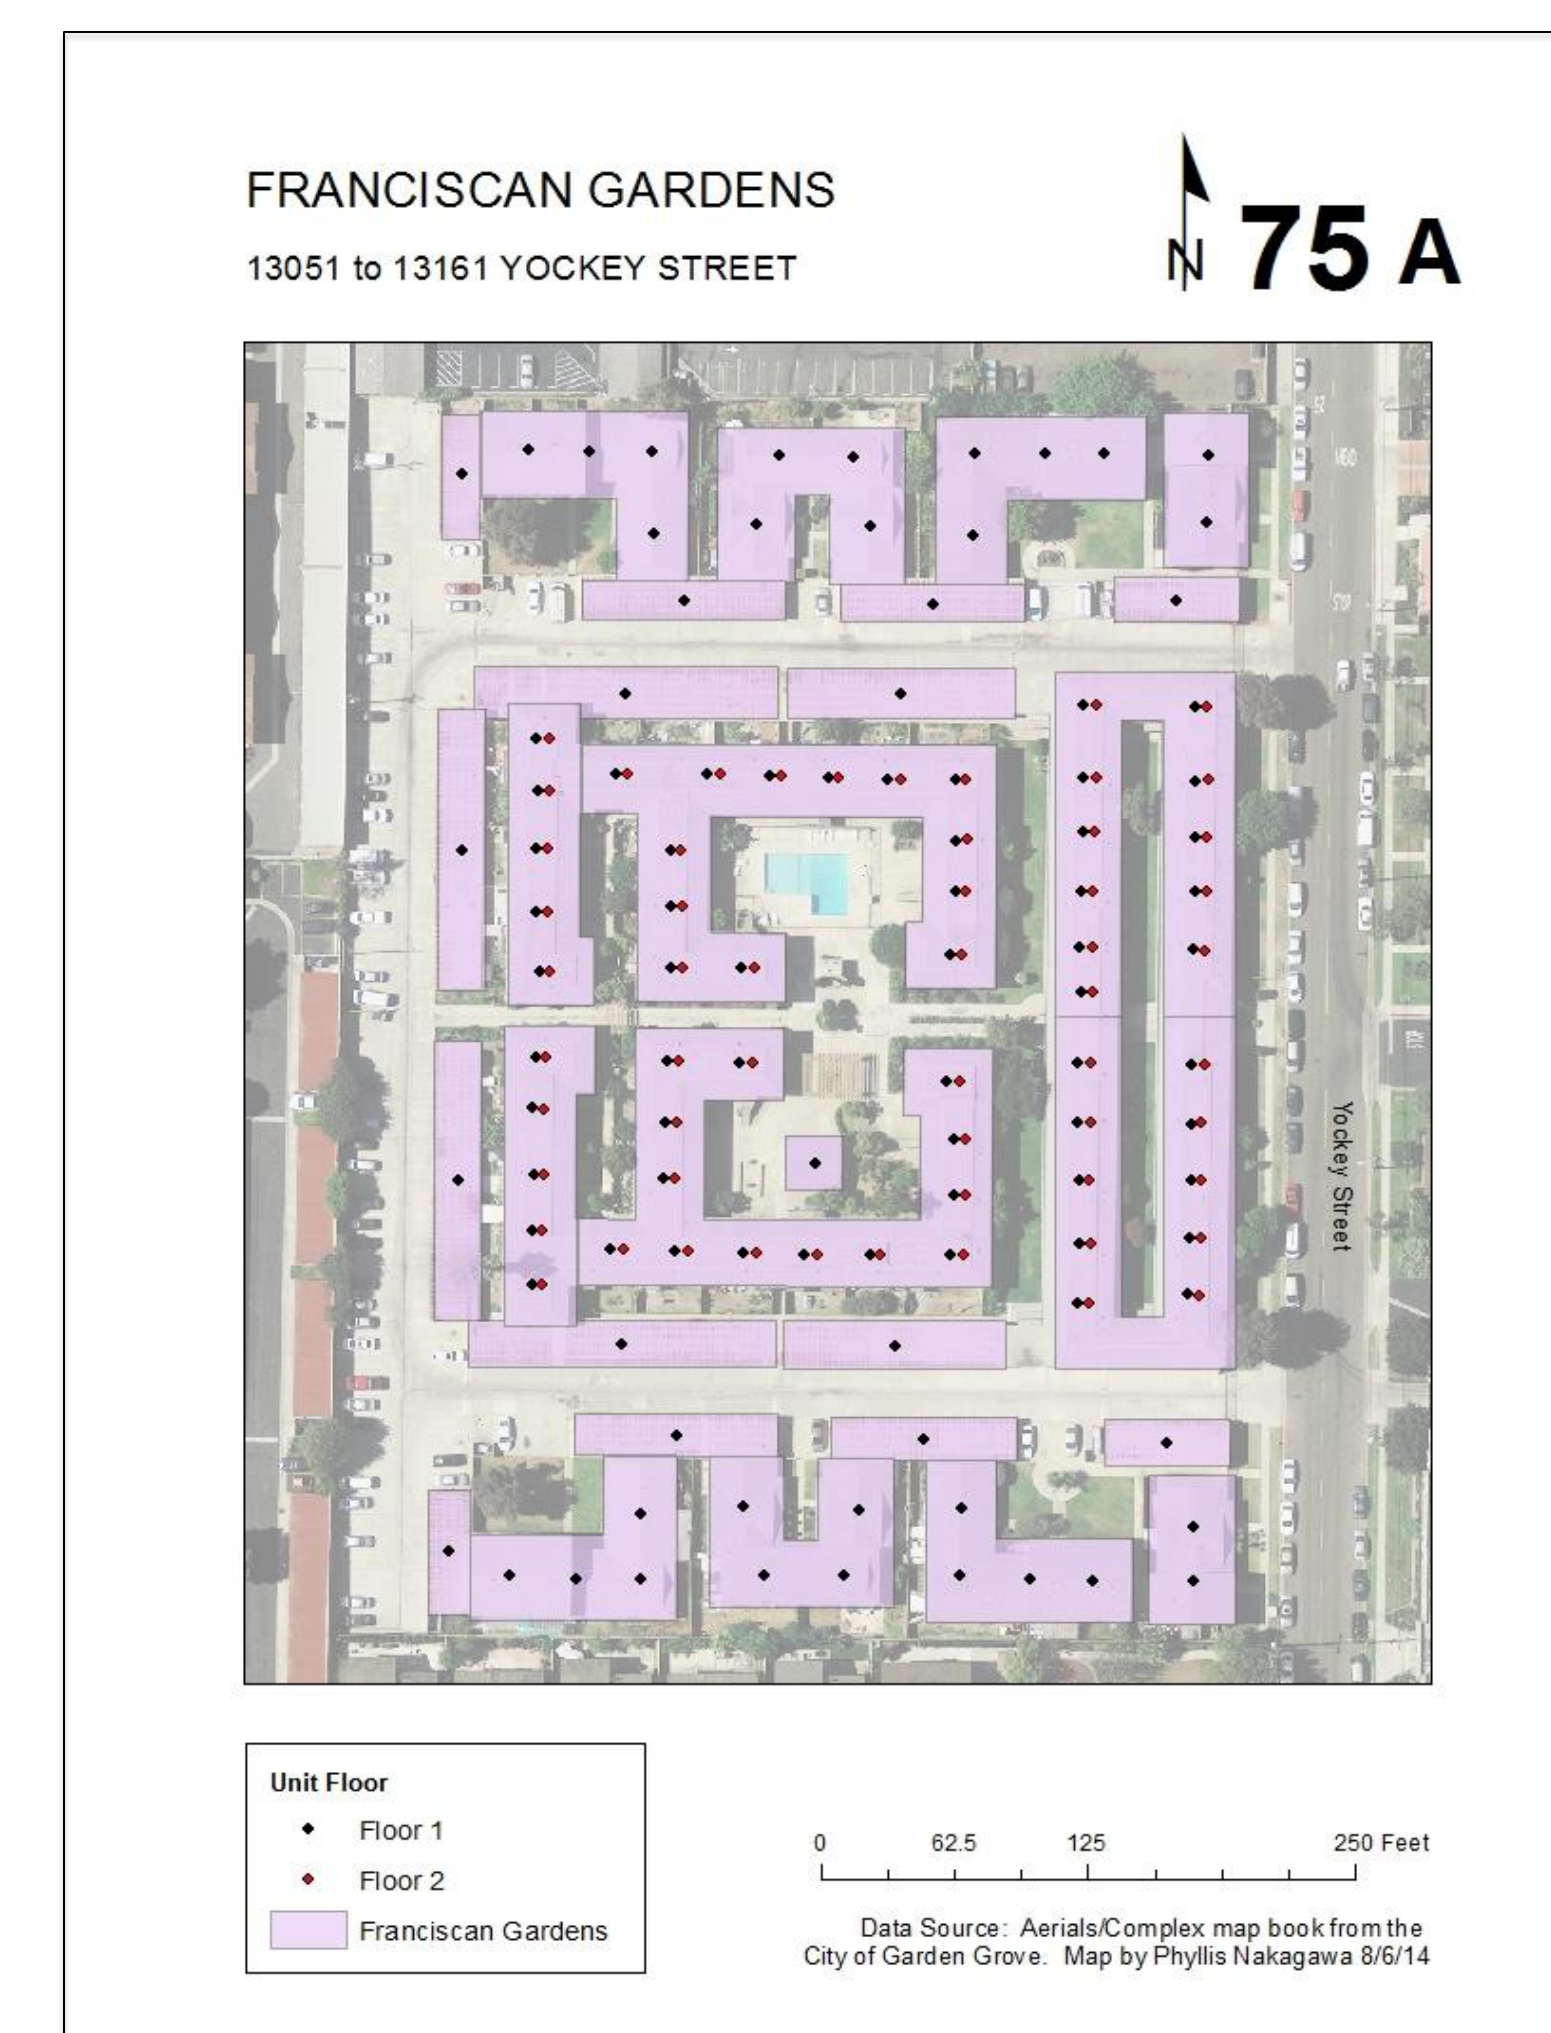 FRANCISCAN GARDENS
13051 to 13161 YOCKEY STREET
N
75 A
Yockey Street
Unit Floor
Floor 1
Floor 2
Franciscan Gardens
0 62.5 125 250 Feet
Data Source: Aerials/Complex map book from the
City of Garden Grove. Map by Phyllis Nakagawa 8/6/14